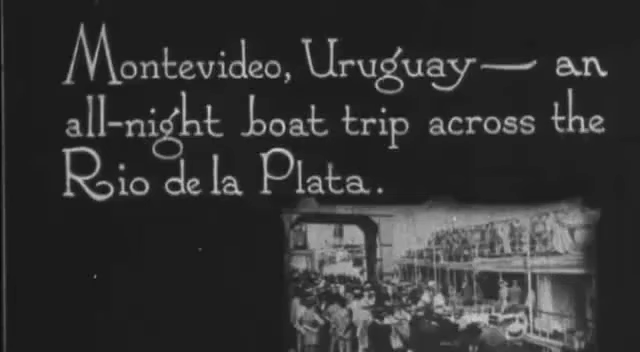 Montevideo, Uruguay — an
all-night boat trip across the
Rio de la Plata.